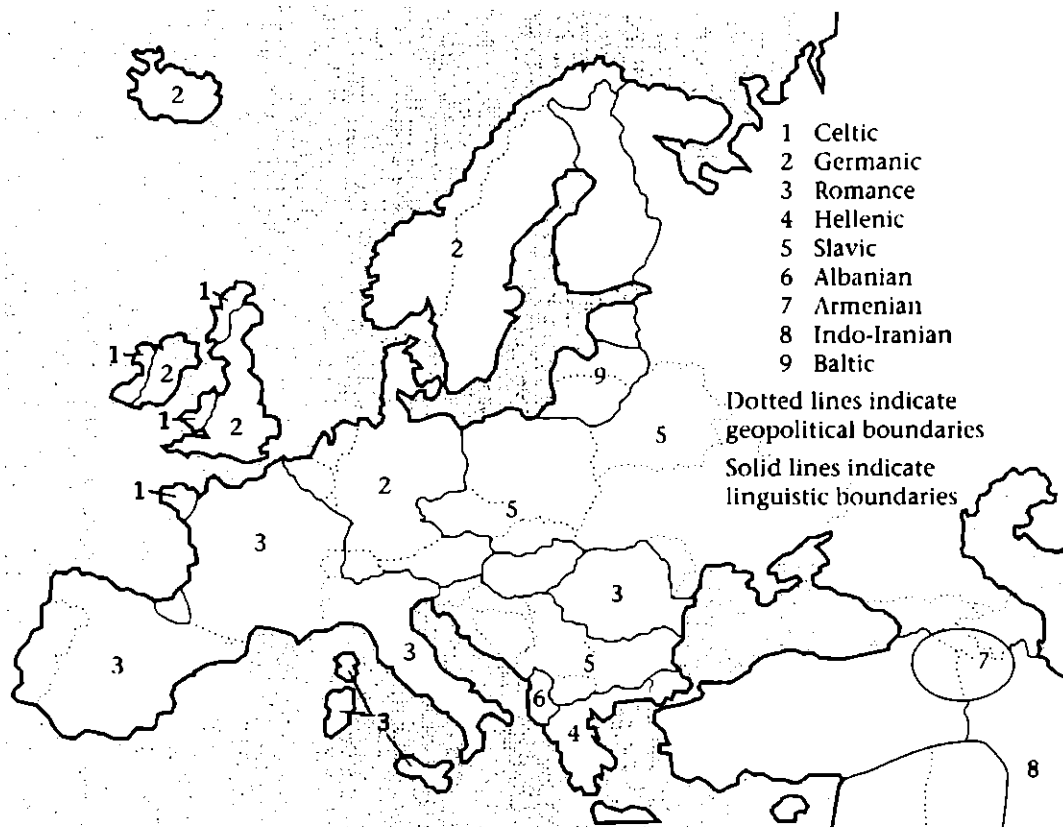 2
1 Celtic
2 Germanic
3 Romance
4 Hellenic
5 Slavic
6 Albanian
7 Armenian
8 Indo-Iranian
9 Baltic
Dotted lines indicate
geopolitical boundaries
Solid lines indicate
linguistic boundaries
2
1
1
2
9
1
2
5
2
1
5
3
3
3
3
5
7
6
3
4
8